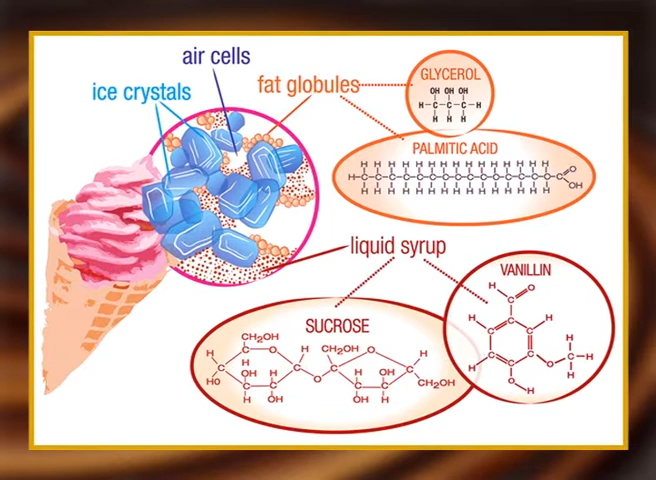 air cells
ice crystals
fat globules
GLYCEROL
OH OH OH
H C C C H
H H H
PALMITIC ACID
H H H H H H H H H H H H H H H
H C C C C C C C C C C C C C C C C O
H H H H H H H H H H H H H H H
OH
liquid syrup
SUCROSE
CH2OH
H
HO
H
OH
H
H
OH
H
O
CH2OH
H
OH
OH
H
H
CH2OH
VANILLIN
H
C
O
H
H
H
H
O
C
H
H
O
H